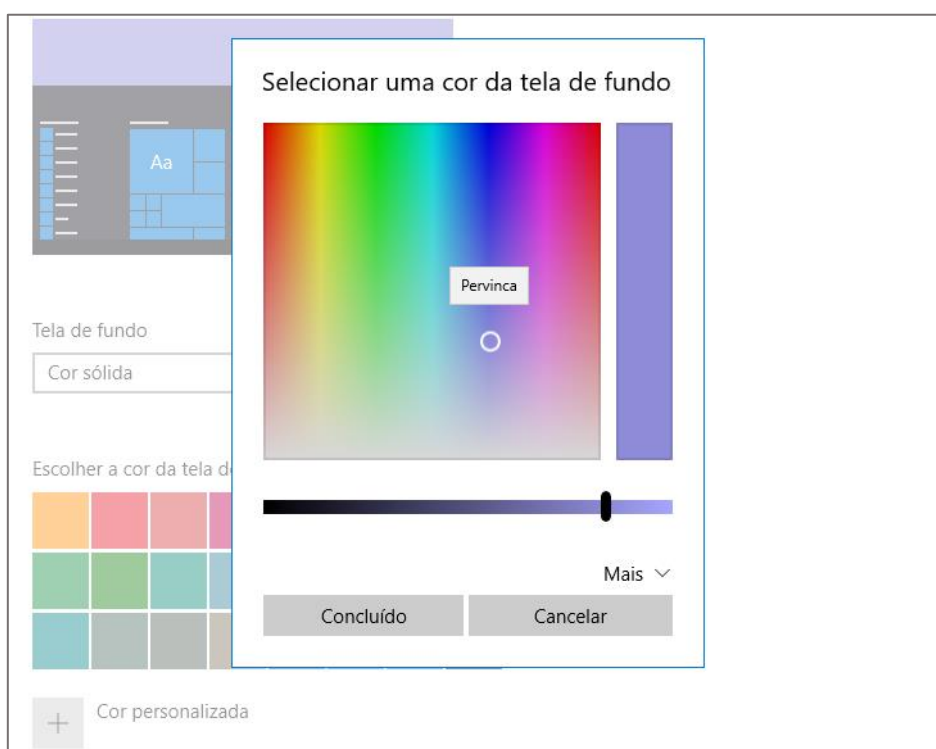 Selecionar uma cor da tela de fundo
Aa
Pervinca
Tela de fundo
Cor sólida
Escolher a cor da tela d
Mais
Concluído
Cancelar
Cor personalizada